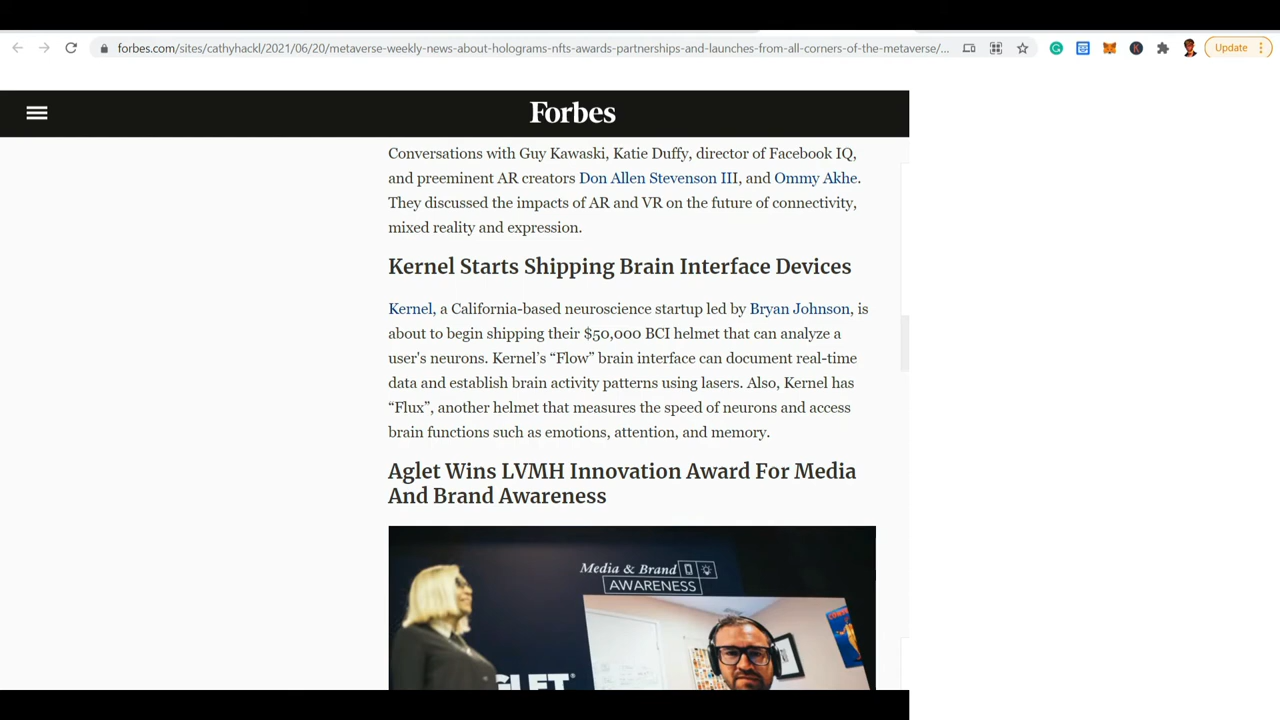 forbes.com/sites/cathyhackl/2021/06/20/metaverse-weekly-news-about-holograms-nfts-awards-partnerships-and-launches-from-all-corners-of-the-metaverse/...
Update
Forbes
Conversations with Guy Kawaski, Katie Duffy, director of Facebook IQ,
and preeminent AR creators Don Allen Stevenson III, and Ommy Akhe.
They discussed the impacts of AR and VR on the future of connectivity,
mixed reality and expression.
Kernel Starts Shipping Brain Interface Devices
Kernel, a California-based neuroscience startup led by Bryan Johnson, is
about to begin shipping their $50,000 BCI helmet that can analyze a
user's neurons. Kernel’s “Flow” brain interface can document real-time
data and establish brain activity patterns using lasers. Also, Kernel has
“Flux”, another helmet that measures the speed of neurons and access
brain functions such as emotions, attention, and memory.
Aglet Wins LVMH Innovation Award For Media
And Brand Awareness
Media & Brand
AWARENESS